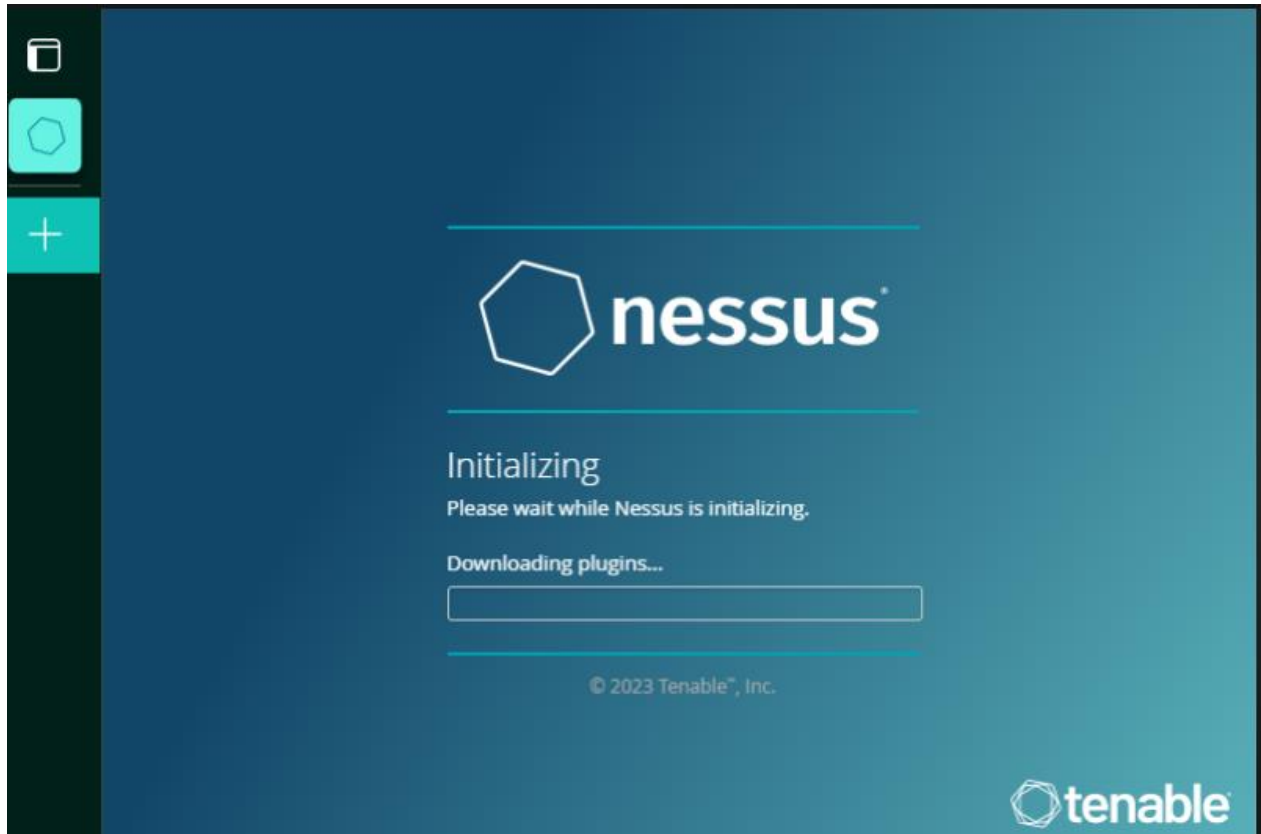 nessus®
Initializing
Please wait while Nessus is initializing.
Downloading plugins...
© 2023 Tenable™, Inc.
tenable